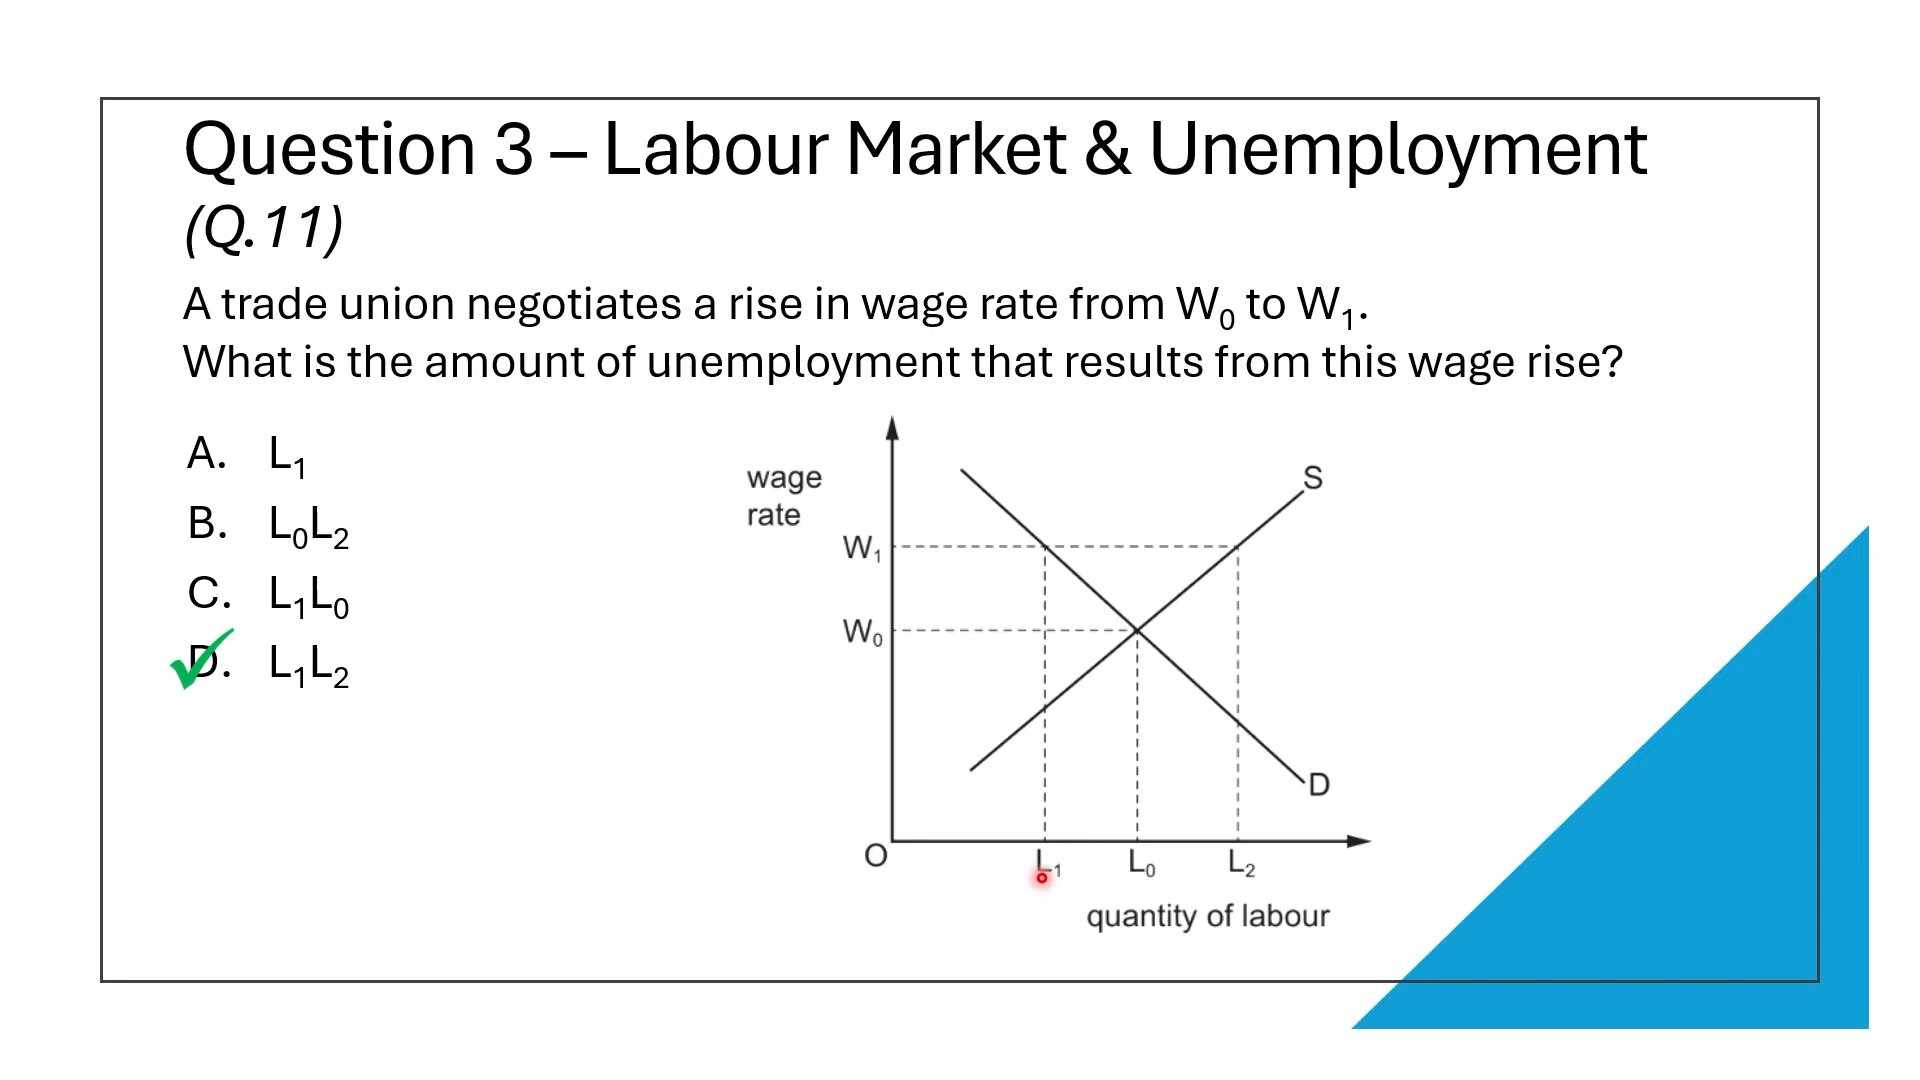 Question 3 – Labour Market & Unemployment
(Q.11)
A trade union negotiates a rise in wage rate from W₀ to W₁.
What is the amount of unemployment that results from this wage rise?
A. L₁
B. L₀L₂
C. L₁L₀
D. L₁L₂
wage
rate
S
W₁
W₀
D
O
L₁ L₀ L₂
quantity of labour